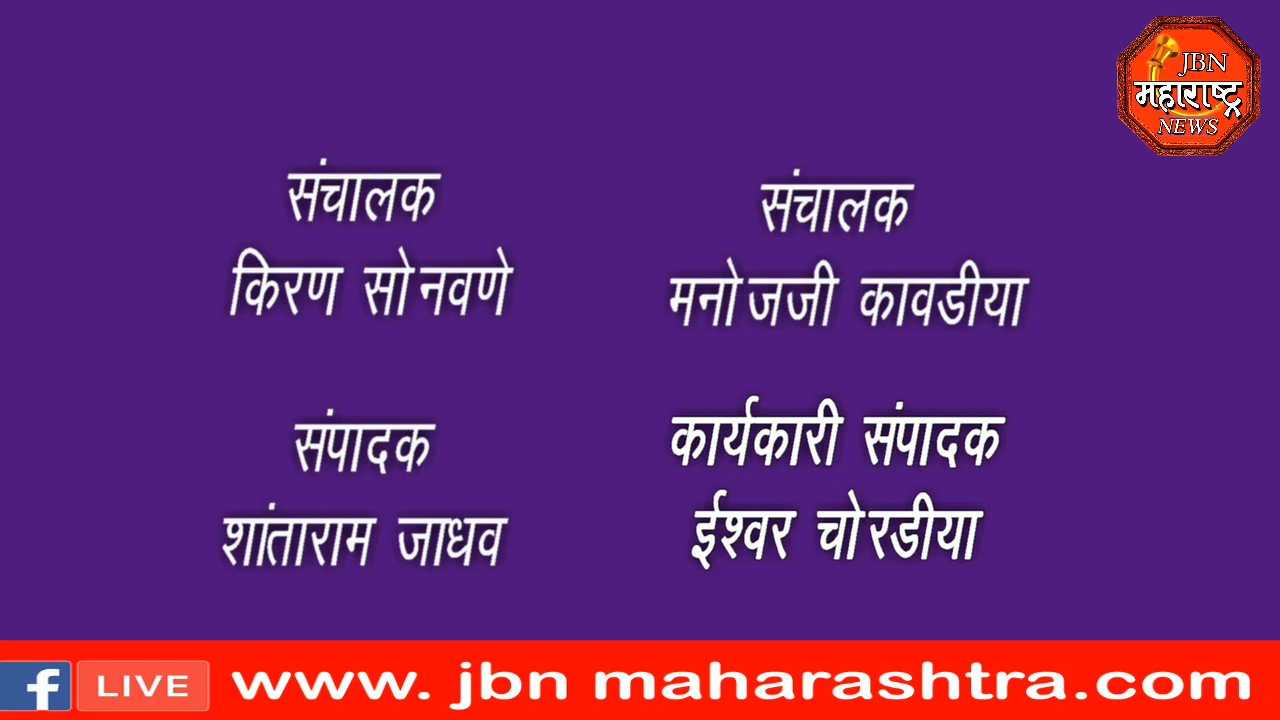 JBN
महाराष्ट्र
NEWS
संचालक
किरण सोनवणे
संचालक
मनोजजी कावडीया
संपादक
शांताराम जाधव
कार्यकारी संपादक
ईश्वर चोरडीया
f LIVE www. jbn maharashtra.com